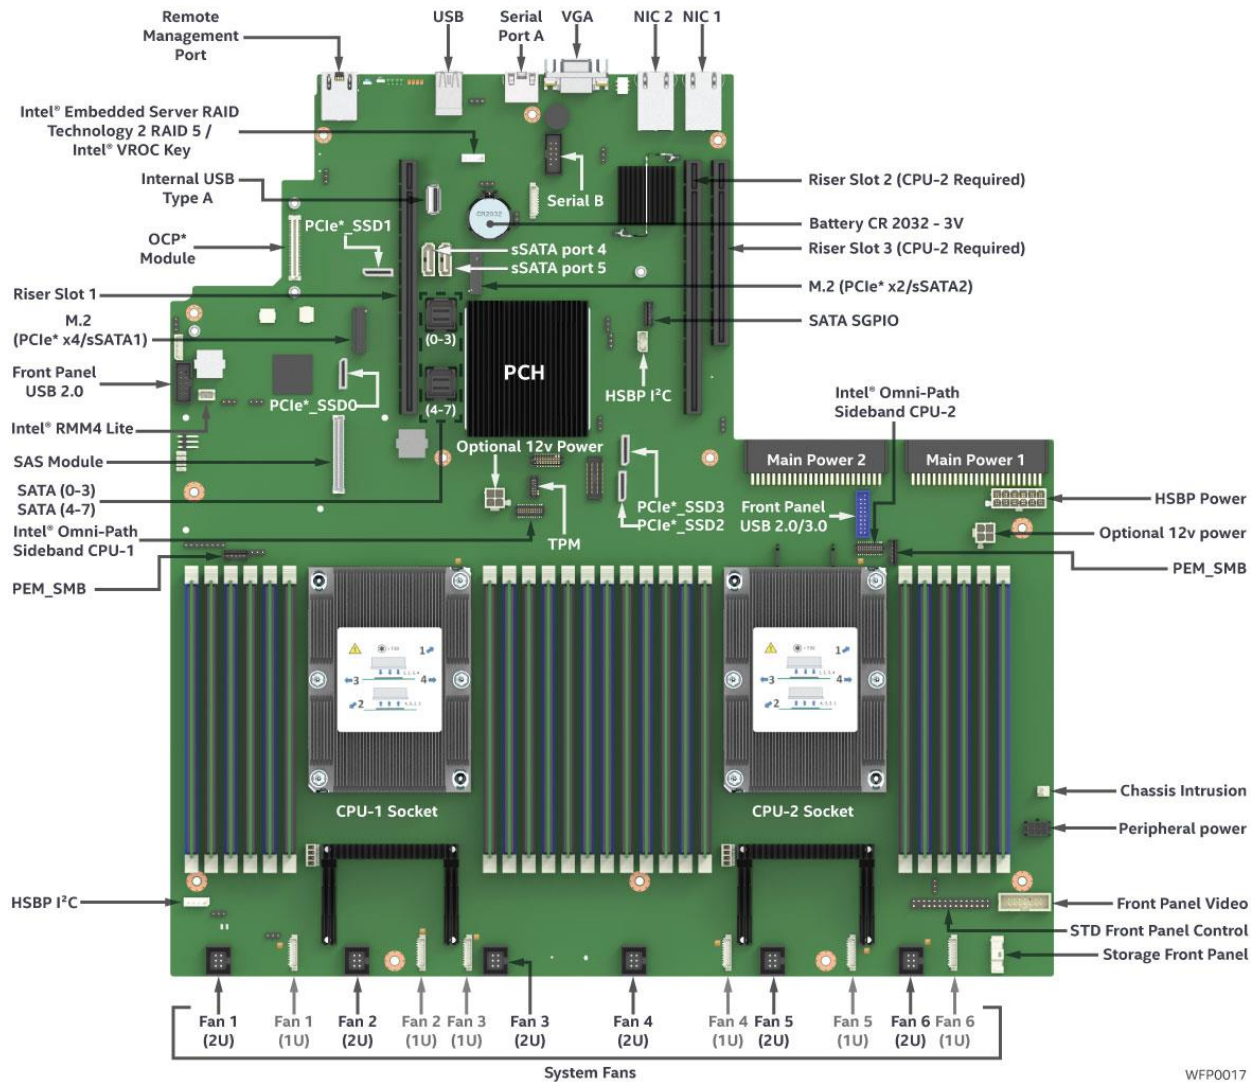 Remote
Management
Port
USB
Serial
Port A
VGA
NIC 2
NIC 1
Intel® Embedded Server RAID
Technology 2 RAID 5 /
Intel® VROC Key
Internal USB
Type A
Serial B
Riser Slot 2 (CPU-2 Required)
PCIe*_SSD1
CR2032
Battery CR 2032 - 3V
OCP*
Module
sSATA port 4
Riser Slot 3 (CPU-2 Required)
sSATA port 5
Riser Slot 1
M.2 (PCIe* x2/sSATA2)
M.2
(PCIe* x4/sSATA1)
SATA SGPIO
(0-3)
PCH
Front Panel
USB 2.0
HSBP I²C
Intel® Omni-Path
Sideband CPU-2
PCIe*_SSD0
(4-7)
Intel® RMM4 Lite
Optional 12v Power
SAS Module
Main Power 2
Main Power 1
SATA (0-3)
SATA (4-7)
HSBP Power
PCIe*_SSD3
PCIe*_SSD2
Front Panel
USB 2.0/3.0
Intel® Omni-Path
Sideband CPU-1
TPM
Optional 12v power
PEM_SMB
PEM_SMB
1
3
4
2
1
3
4
2
CPU-1 Socket
CPU-2 Socket
Chassis Intrusion
Peripheral power
HSBP I²C
Front Panel Video
STD Front Panel Control
Storage Front Panel
Fan 1
(2U)
Fan 1
(1U)
Fan 2
(2U)
Fan 2
(1U)
Fan 3
(1U)
Fan 3
(2U)
Fan 4
(2U)
Fan 4
(1U)
Fan 5
(2U)
Fan 5
(1U)
Fan 6
(2U)
Fan 6
(1U)
System Fans
WFP0017